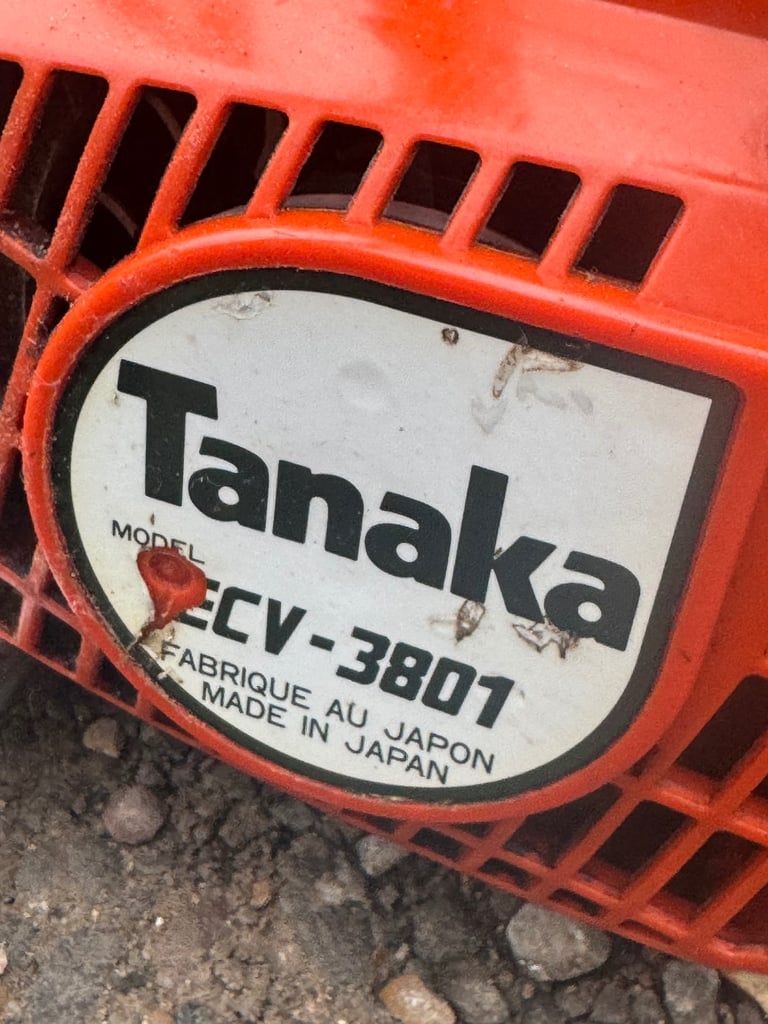 Tanaka
MODEL
ECV-3801
FABRIQUE AU JAPON
MADE IN JAPAN